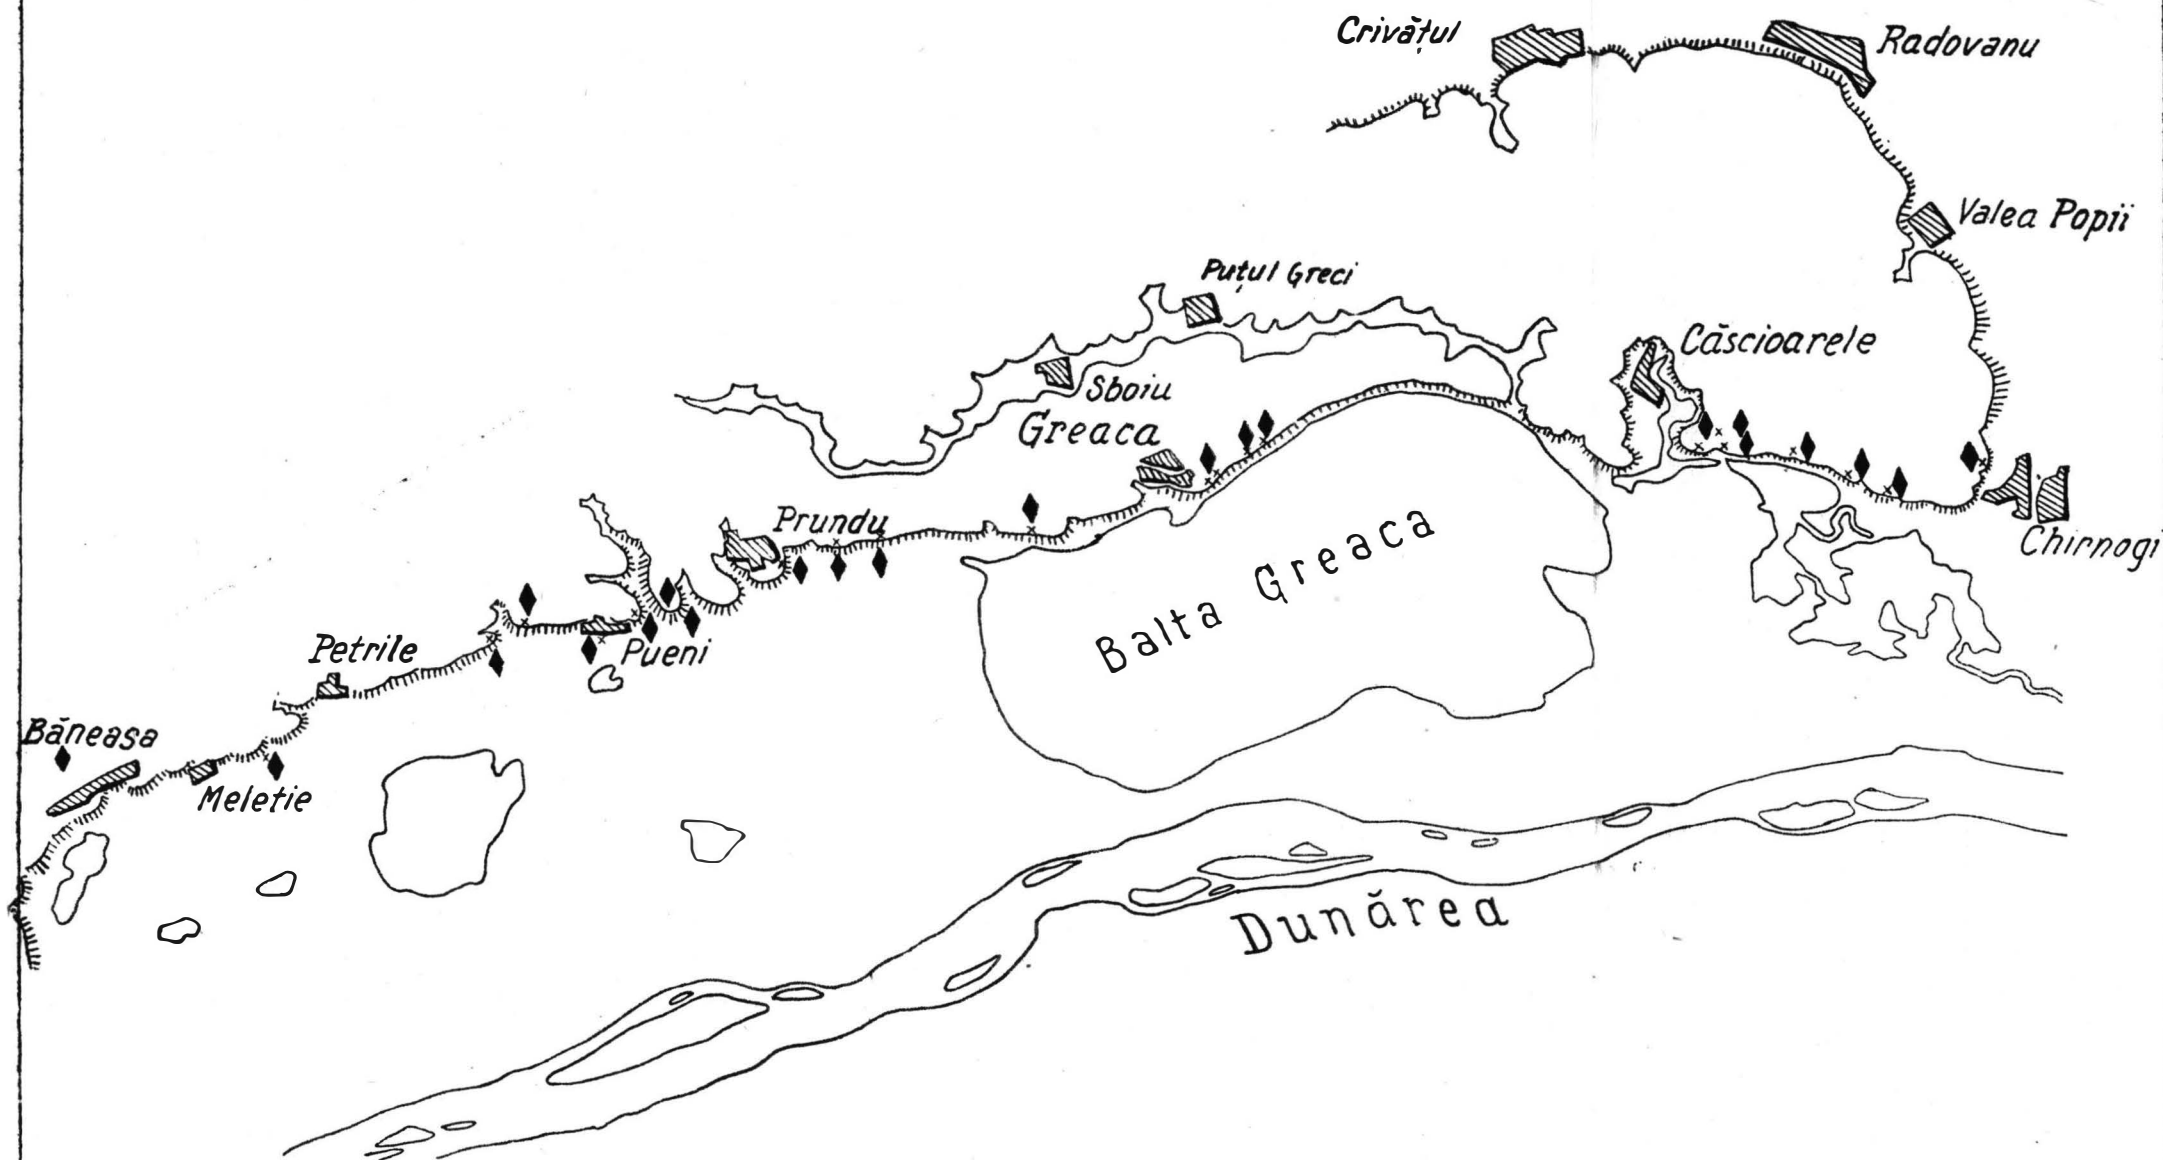 Crivățul
Radovanu
Valea Popii
Puțul Greci
Căscioarele
Sboiu
Greaca
Prundu
Chirnogi
Balta Greaca
Pueni
Petrile
Băneasa
Meletie
Dunărea